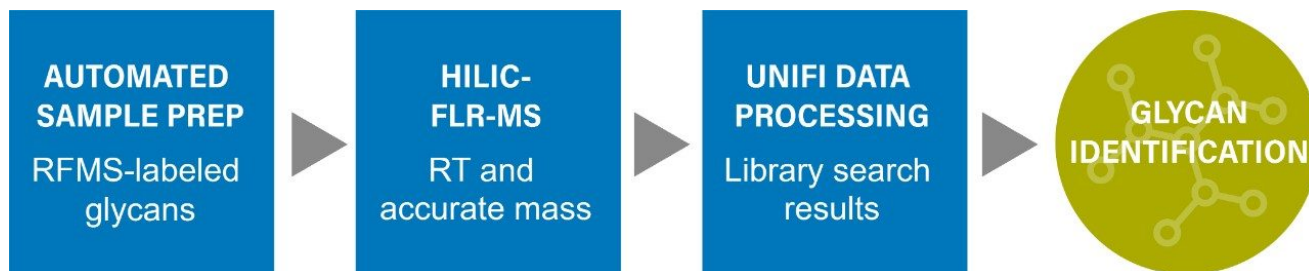 AUTOMATED
SAMPLE PREP
RFMS-labeled
glycans
HILIC-
FLR-MS
RT and
accurate mass
UNIFI DATA
PROCESSING
Library search
results
GLYCAN
IDENTIFICATION